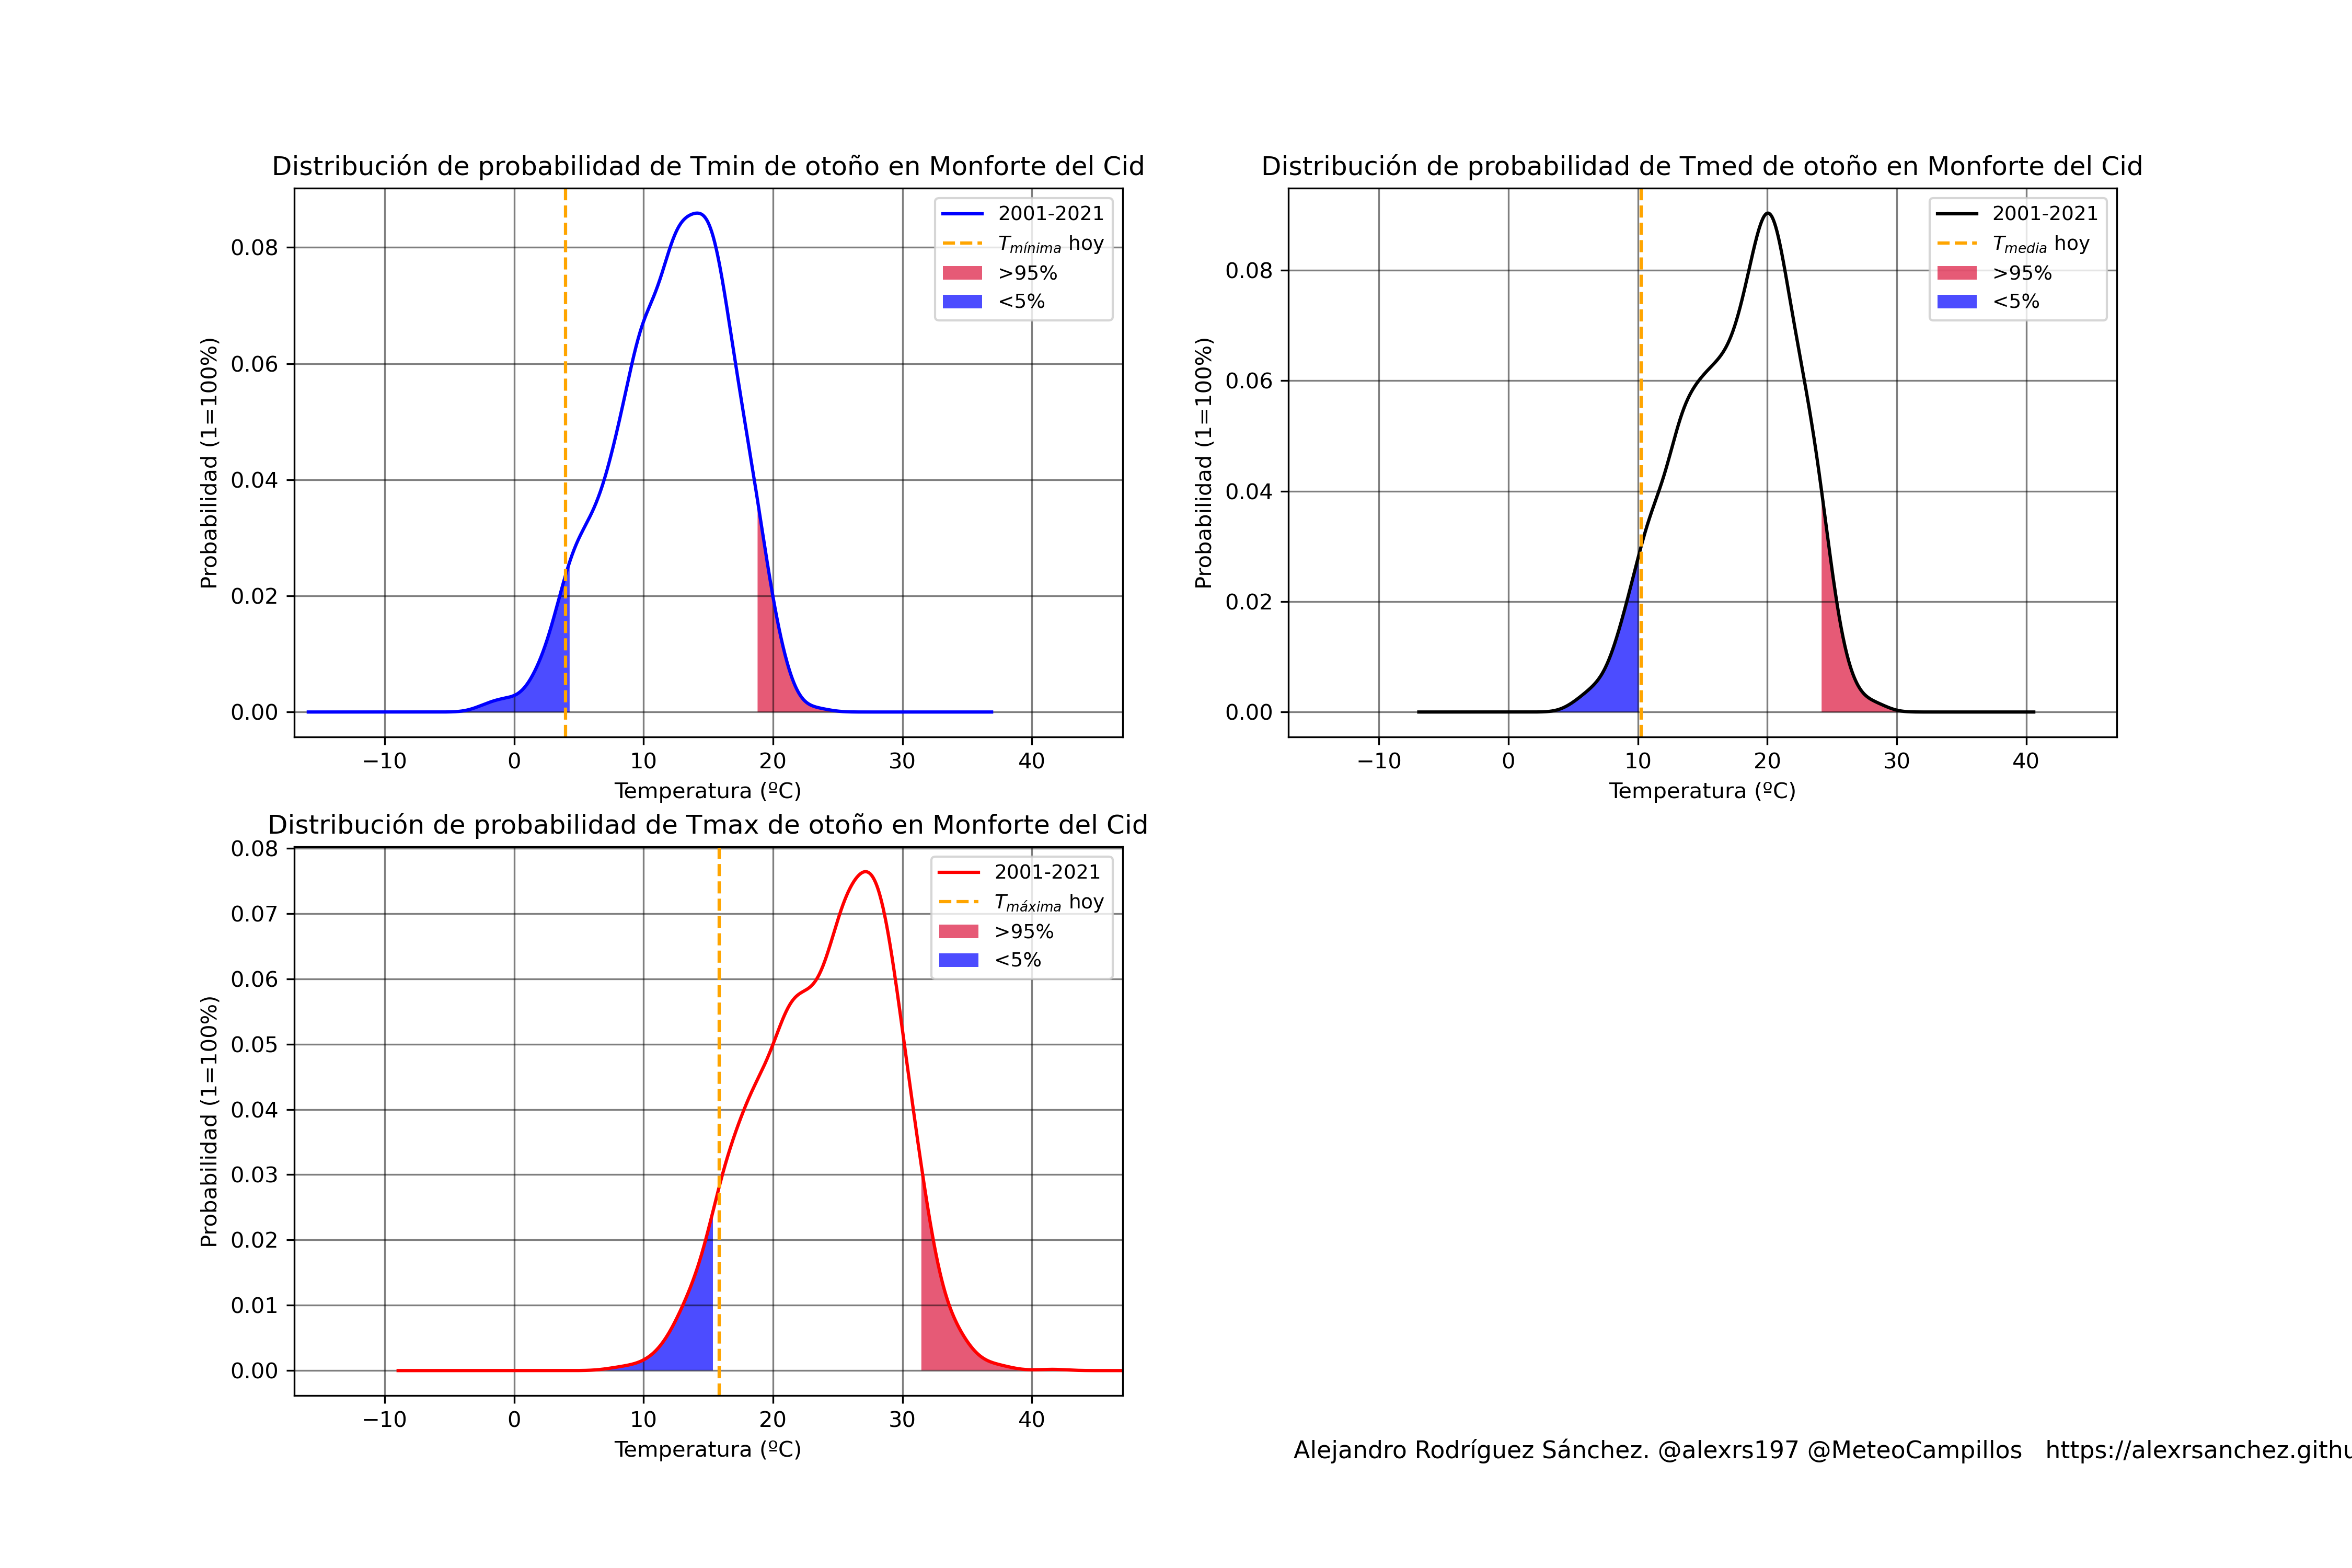 Distribución de probabilidad de Tmin de otoño en Monforte del Cid
Probabilidad (1=100%)
0.08
0.06
0.04
0.02
0.00
−10 0 10 20 30 40
Temperatura (ºC)
2001-2021
Tmínima hoy
>95%
<5%
Distribución de probabilidad de Tmed de otoño en Monforte del Cid
Probabilidad (1=100%)
0.08
0.06
0.04
0.02
0.00
−10 0 10 20 30 40
Temperatura (ºC)
2001-2021
Tmedia hoy
>95%
<5%
Distribución de probabilidad de Tmax de otoño en Monforte del Cid
Probabilidad (1=100%)
0.08
0.07
0.06
0.05
0.04
0.03
0.02
0.01
0.00
−10 0 10 20 30 40
Temperatura (ºC)
2001-2021
Tmáxima hoy
>95%
<5%
Alejandro Rodríguez Sánchez. @alexrs197 @MeteoCampillos https://alexrsanchez.githu